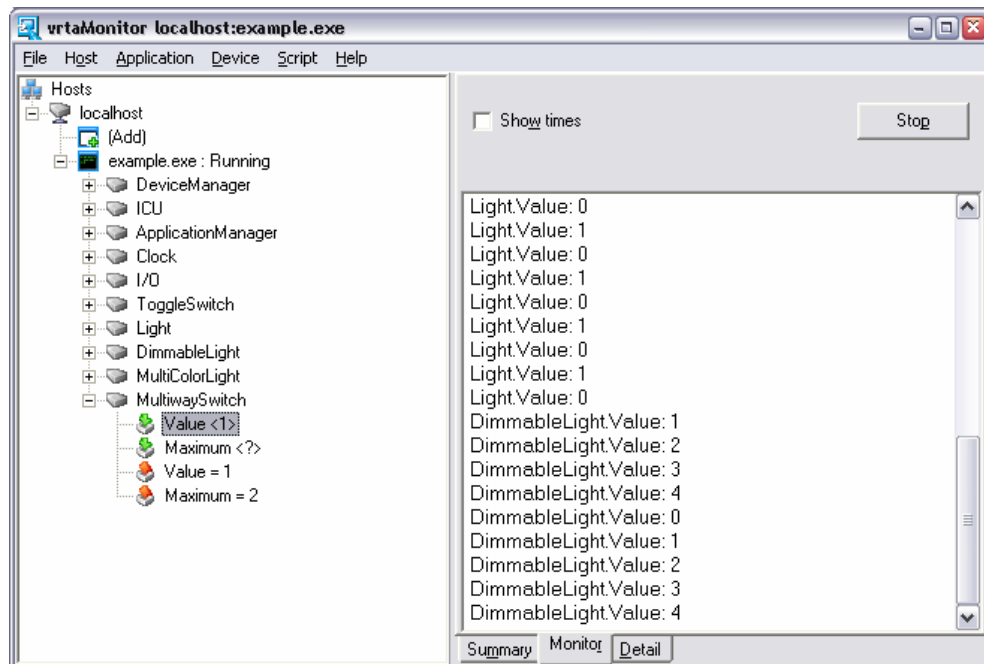 vrtaMonitor localhost:example.exe
File Host Application Device Script Help
Hosts
localhost
(Add)
example.exe : Running
DeviceManager
ICU
ApplicationManager
Clock
I/O
ToggleSwitch
Light
DimmableLight
MultiColorLight
MultiwaySwitch
Value <1>
Maximum <?>
Value = 1
Maximum = 2
Show times
Stop
Light.Value: 0
Light.Value: 1
Light.Value: 0
Light.Value: 1
Light.Value: 0
Light.Value: 1
Light.Value: 0
Light.Value: 1
Light.Value: 0
DimmableLight.Value: 1
DimmableLight.Value: 2
DimmableLight.Value: 3
DimmableLight.Value: 4
DimmableLight.Value: 0
DimmableLight.Value: 1
DimmableLight.Value: 2
DimmableLight.Value: 3
DimmableLight.Value: 4
Summary Monitor Detail